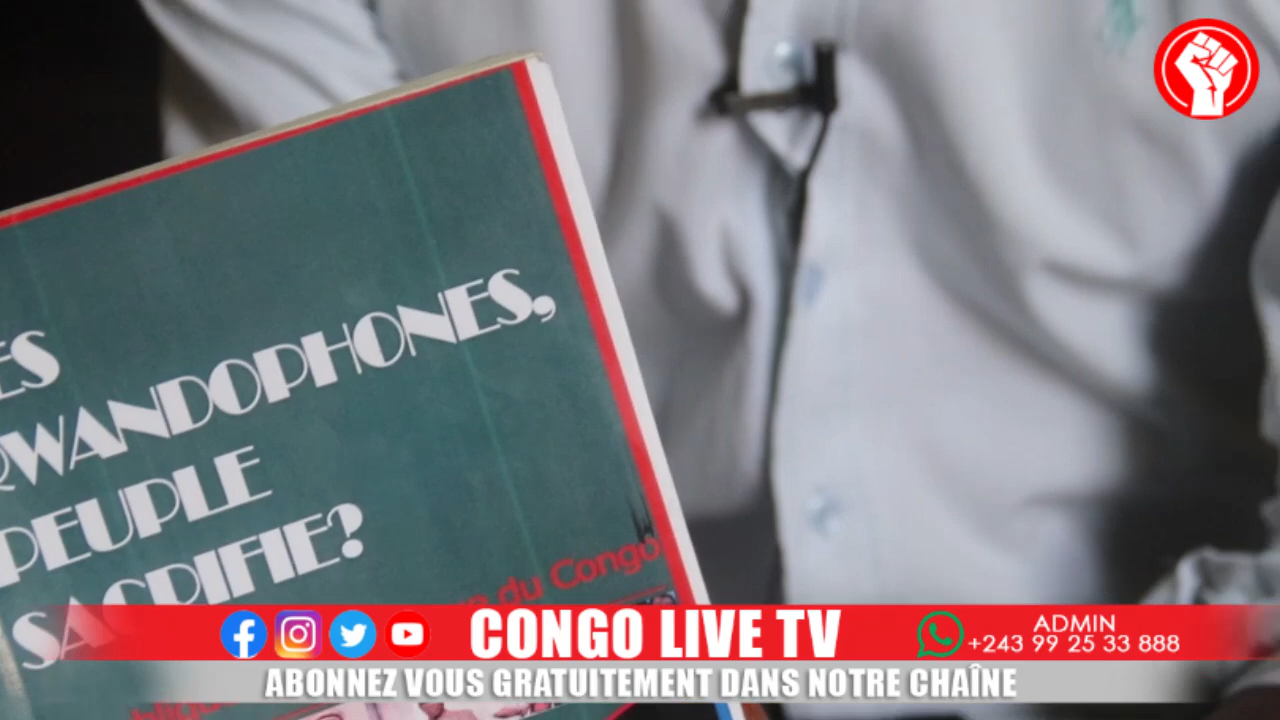 ES
RWANDOPHONES,
PEUPLE
SACRIFIE?
du Congo
CONGO LIVE TV
ADMIN
+243 99 25 33 888
ABONNEZ VOUS GRATUITEMENT DANS NOTRE CHAÎNE